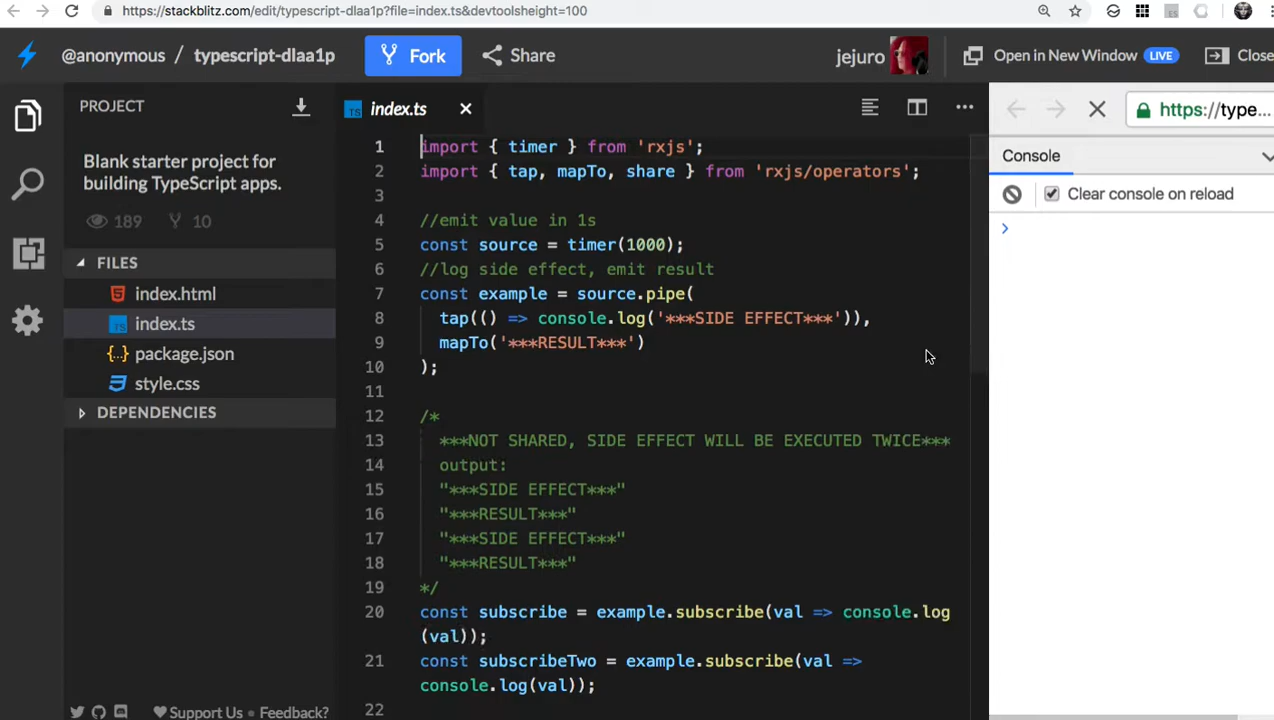 https://stackblitz.com/edit/typescript-dlaa1p?file=index.ts&devtoolsheight=100
@anonymous / typescript-dlaa1p Fork Share jejuro Open in New Window LIVE Close
PROJECT
Blank starter project for
building TypeScript apps.
189 10
FILES
index.html
index.ts
package.json
style.css
DEPENDENCIES
Support Us Feedback?
TS index.ts
1 import { timer } from 'rxjs';
2 import { tap, mapTo, share } from 'rxjs/operators';
3
4 //emit value in 1s
5 const source = timer(1000);
6 //log side effect, emit result
7 const example = source.pipe(
8 tap(() => console.log('***SIDE EFFECT***')),
9 mapTo('***RESULT***')
10 );
11
12 /*
13 ***NOT SHARED, SIDE EFFECT WILL BE EXECUTED TWICE***
14 output:
15 "***SIDE EFFECT***"
16 "***RESULT***"
17 "***SIDE EFFECT***"
18 "***RESULT***"
19 */
20 const subscribe = example.subscribe(val => console.log
(val));
21 const subscribeTwo = example.subscribe(val =>
console.log(val));
22
https://type...
Console
Clear console on reload